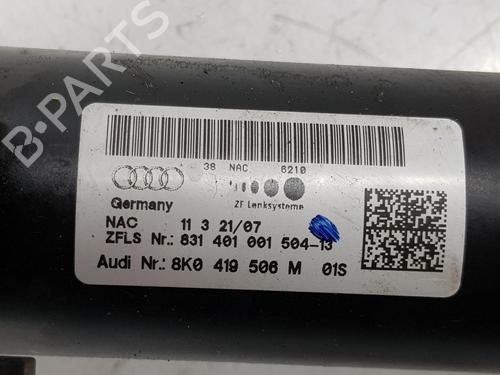 B-PARTS
38 NAC 6210
ZF Lenksysteme
Germany
NAC 11 3 21/07
ZFLS Nr.: 831 401 001 504-13
Audi Nr.: 8K0 419 506 M 01S